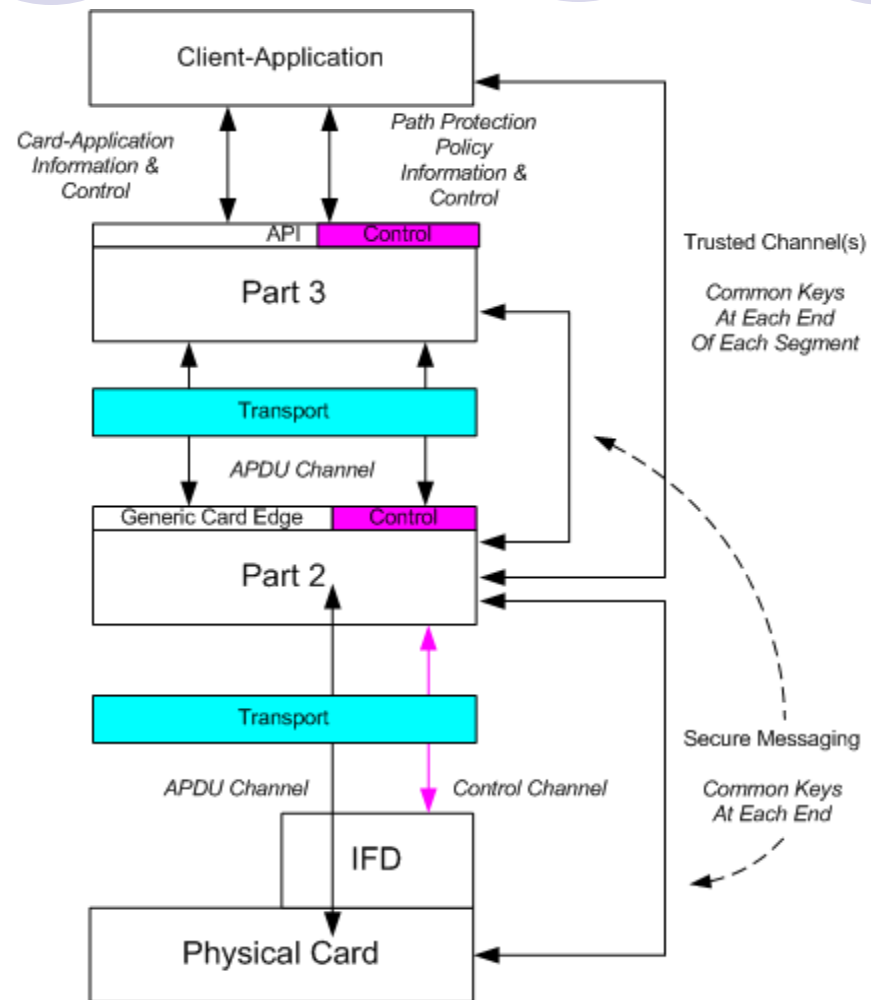 Client-Application
Card-Application
Information &
Control
Path Protection
Policy
Information &
Control
API
Control
Part 3
Trusted Channel(s)
Common Keys
At Each End
Of Each Segment
Transport
APDU Channel
Generic Card Edge
Control
Part 2
Transport
APDU Channel
Control Channel
Secure Messaging
Common Keys
At Each End
IFD
Physical Card